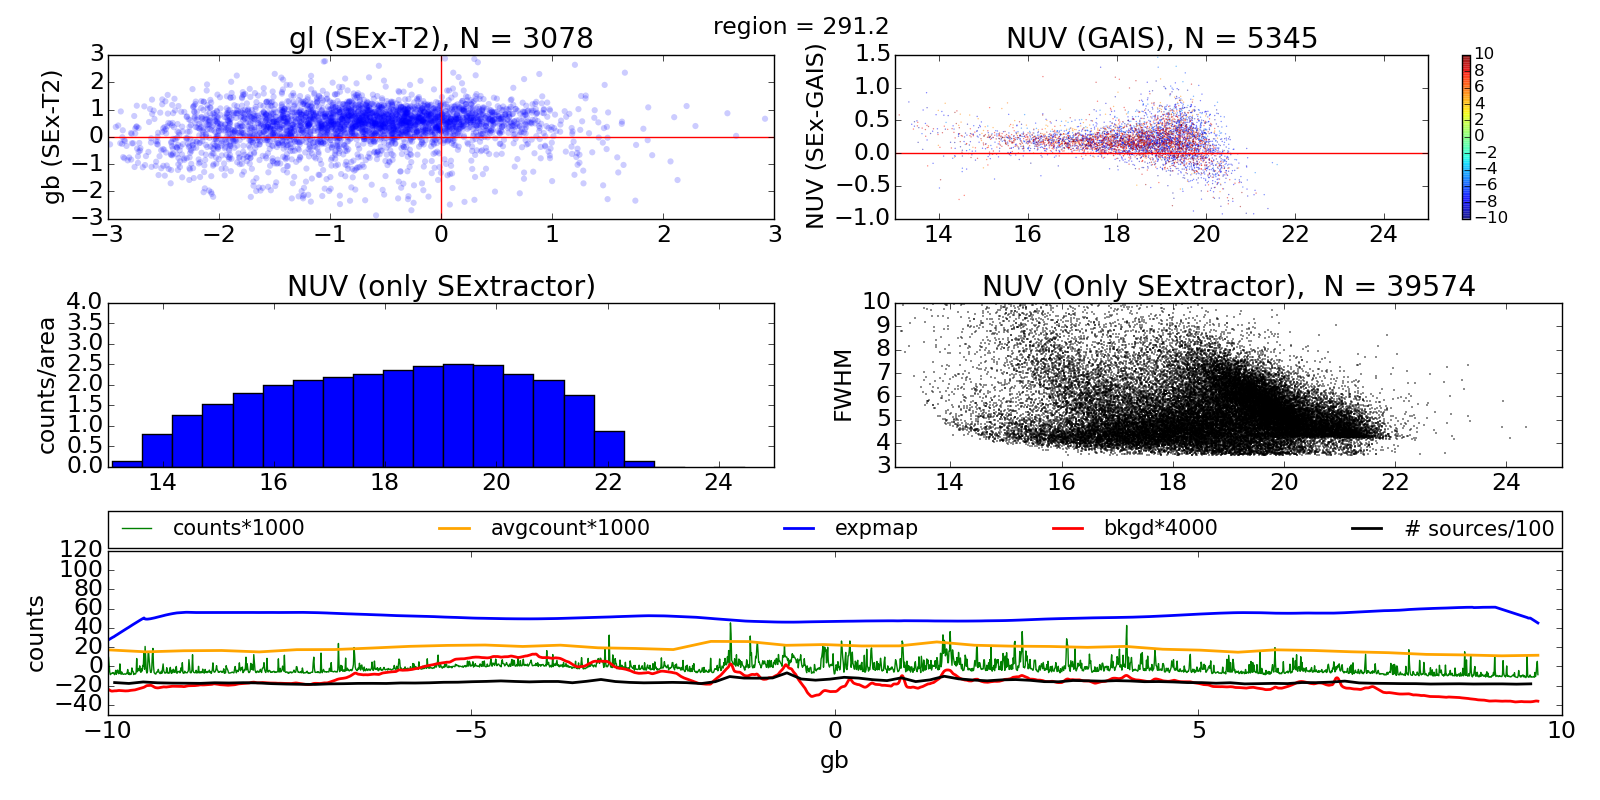 region = 291.2
gl (SEx-T2), N = 3078
gb (SEx-T2)
3
2
1
0
−1
−2
−3
−3 −2 −1 0 1 2 3
NUV (GAIS), N = 5345
NUV (SEx-GAIS)
1.5
1.0
0.5
0.0
−0.5
−1.0
14 16 18 20 22 24
10
8
6
4
2
0
−2
−4
−6
−8
−10
NUV (only SExtractor)
counts/area
4.0
3.5
3.0
2.5
2.0
1.5
1.0
0.5
0.0
14 16 18 20 22 24
NUV (Only SExtractor), N = 39574
FWHM
10
9
8
7
6
5
4
3
14 16 18 20 22 24
counts*1000 avgcount*1000 expmap bkgd*4000 # sources/100
counts
120
100
80
60
40
20
0
−20
−40
−10 −5 0 5 10
gb